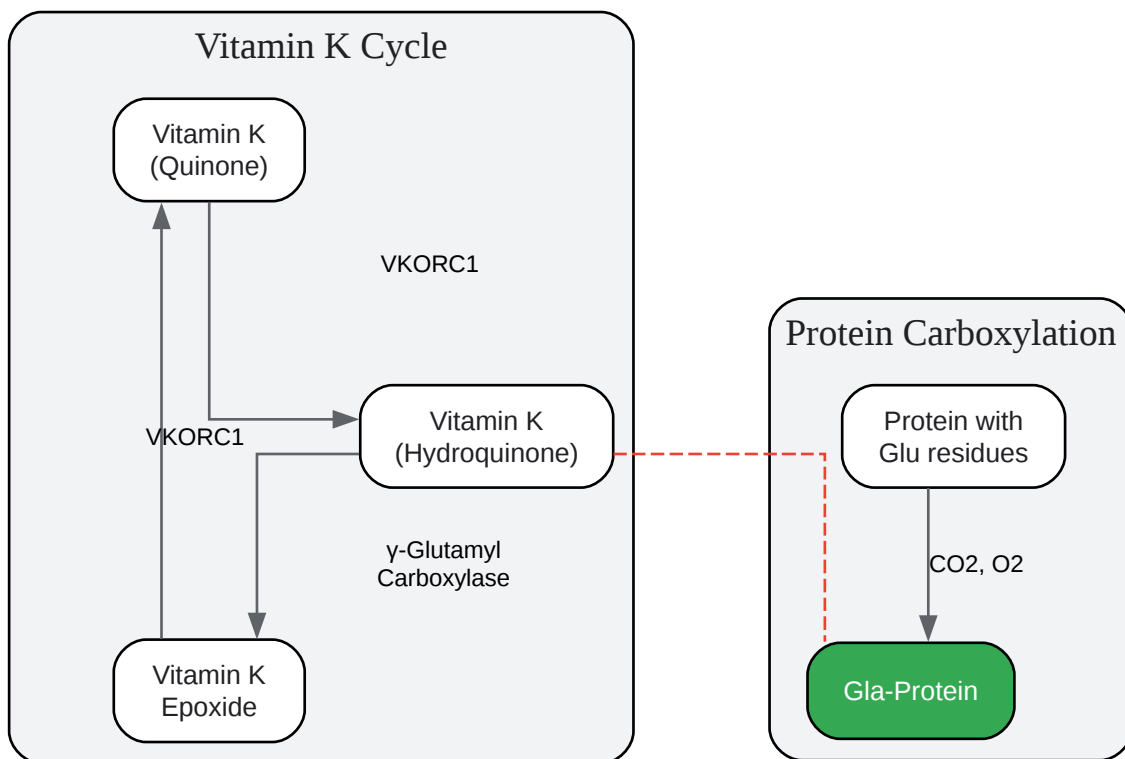 Vitamin K Cycle
Vitamin K
(Quinone)
VKORC1
VKORC1
Vitamin K
(Hydroquinone)
γ-Glutamyl
Carboxylase
Vitamin K
Epoxide
Protein Carboxylation
Protein with
Glu residues
CO2, O2
Gla-Protein